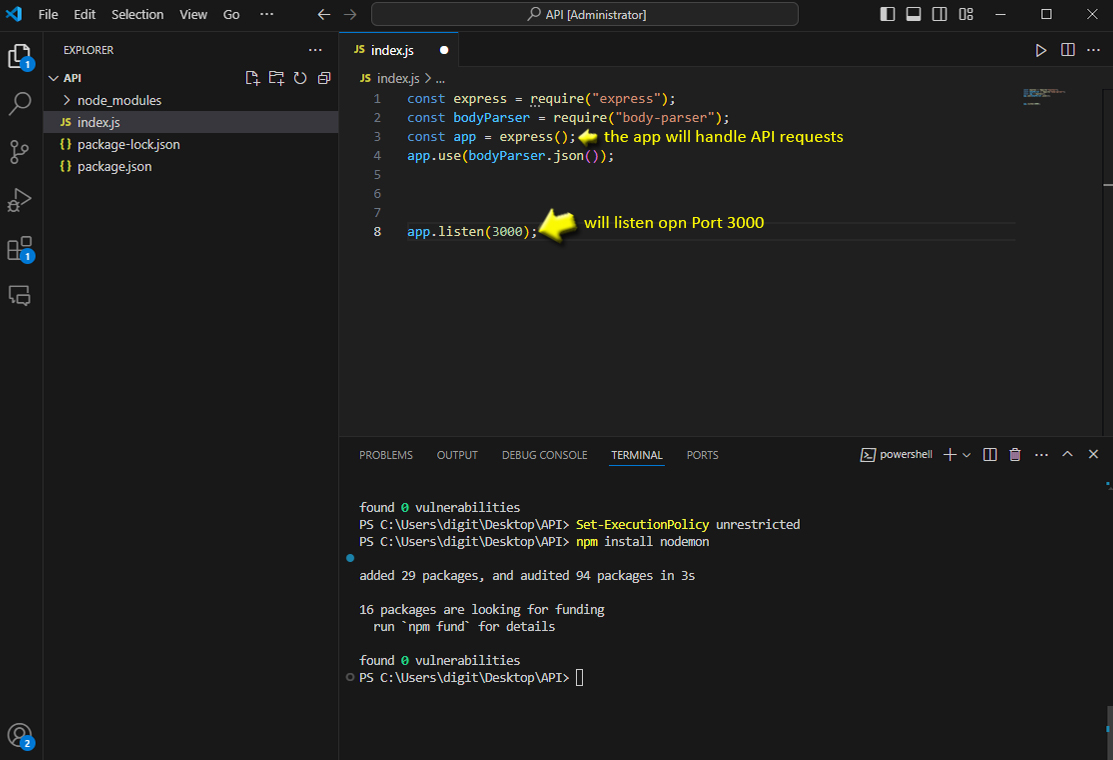 File Edit Selection View Go ··· API [Administrator]
EXPLORER ···
API
node_modules
JS index.js
{} package-lock.json
{} package.json
JS index.js
JS index.js > ...
1 const express = require("express");
2 const bodyParser = require("body-parser");
3 const app = express(); the app will handle API requests
4 app.use(bodyParser.json());
5
6
7
will listen opn Port 3000
8 app.listen(3000);
PROBLEMS OUTPUT DEBUG CONSOLE TERMINAL PORTS powershell
found 0 vulnerabilities
PS C:\Users\digit\Desktop\API> Set-ExecutionPolicy unrestricted
PS C:\Users\digit\Desktop\API> npm install nodemon
added 29 packages, and audited 94 packages in 3s
16 packages are looking for funding
run `npm fund` for details
found 0 vulnerabilities
PS C:\Users\digit\Desktop\API>
1
1
2